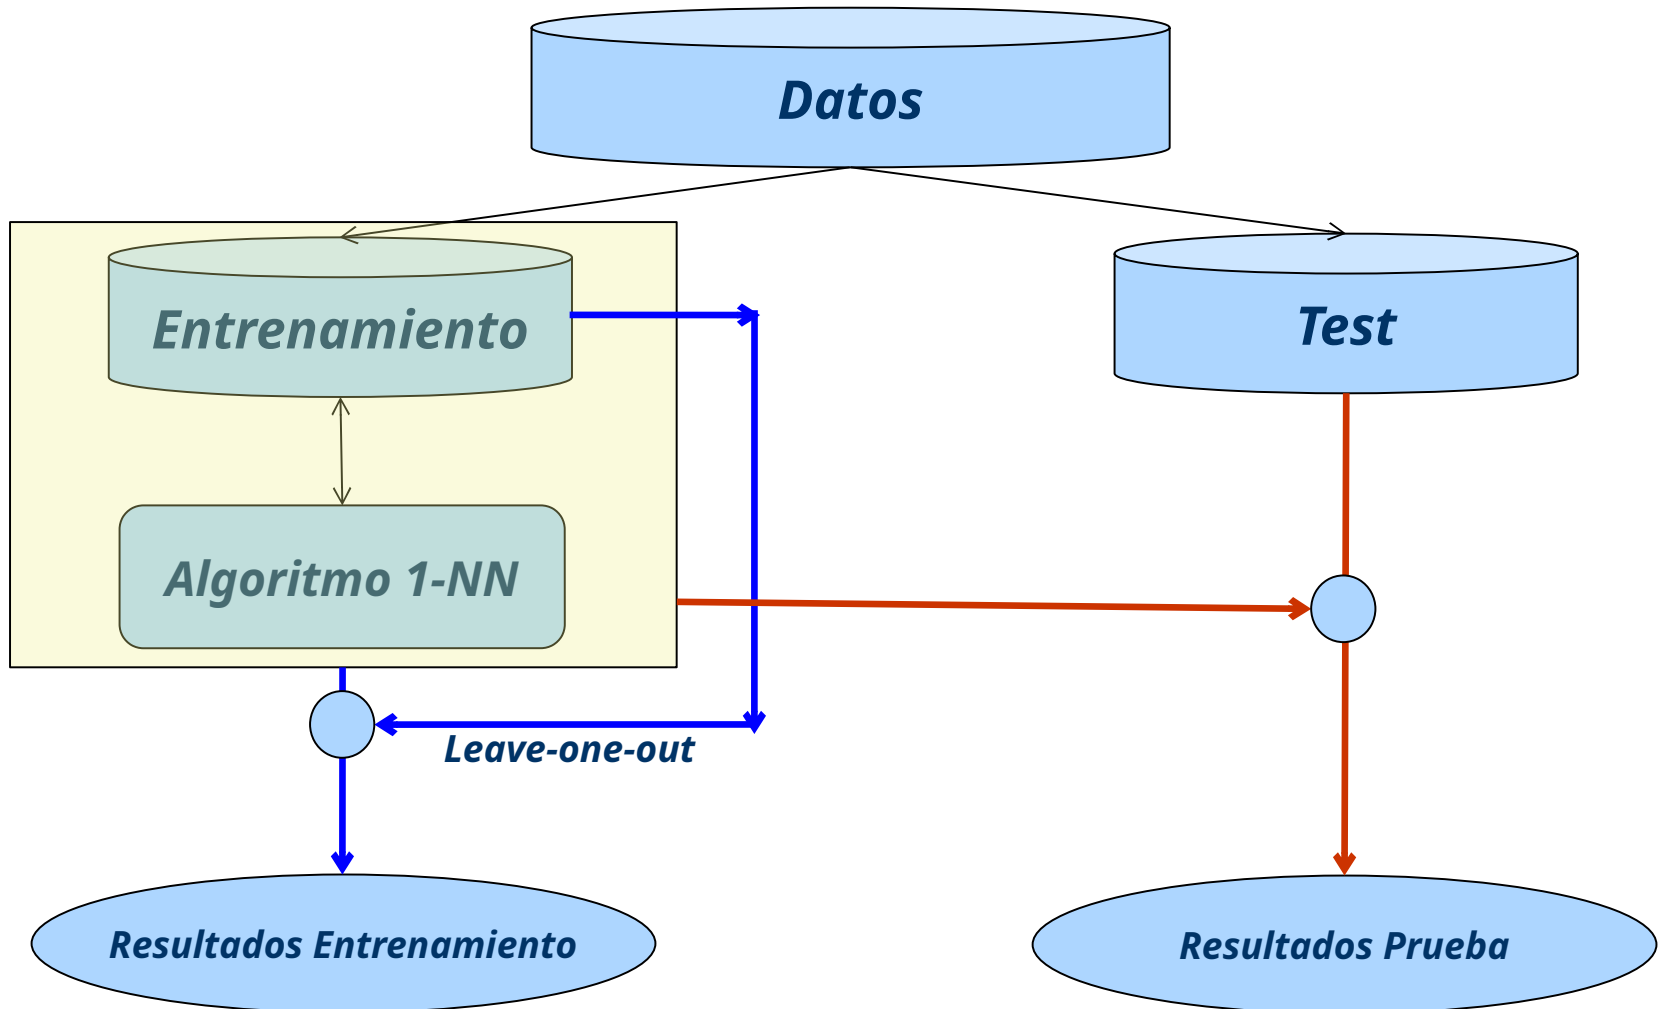 Datos
Entrenamiento
Test
Algoritmo 1-NN
Leave-one-out
Resultados Entrenamiento
Resultados Prueba